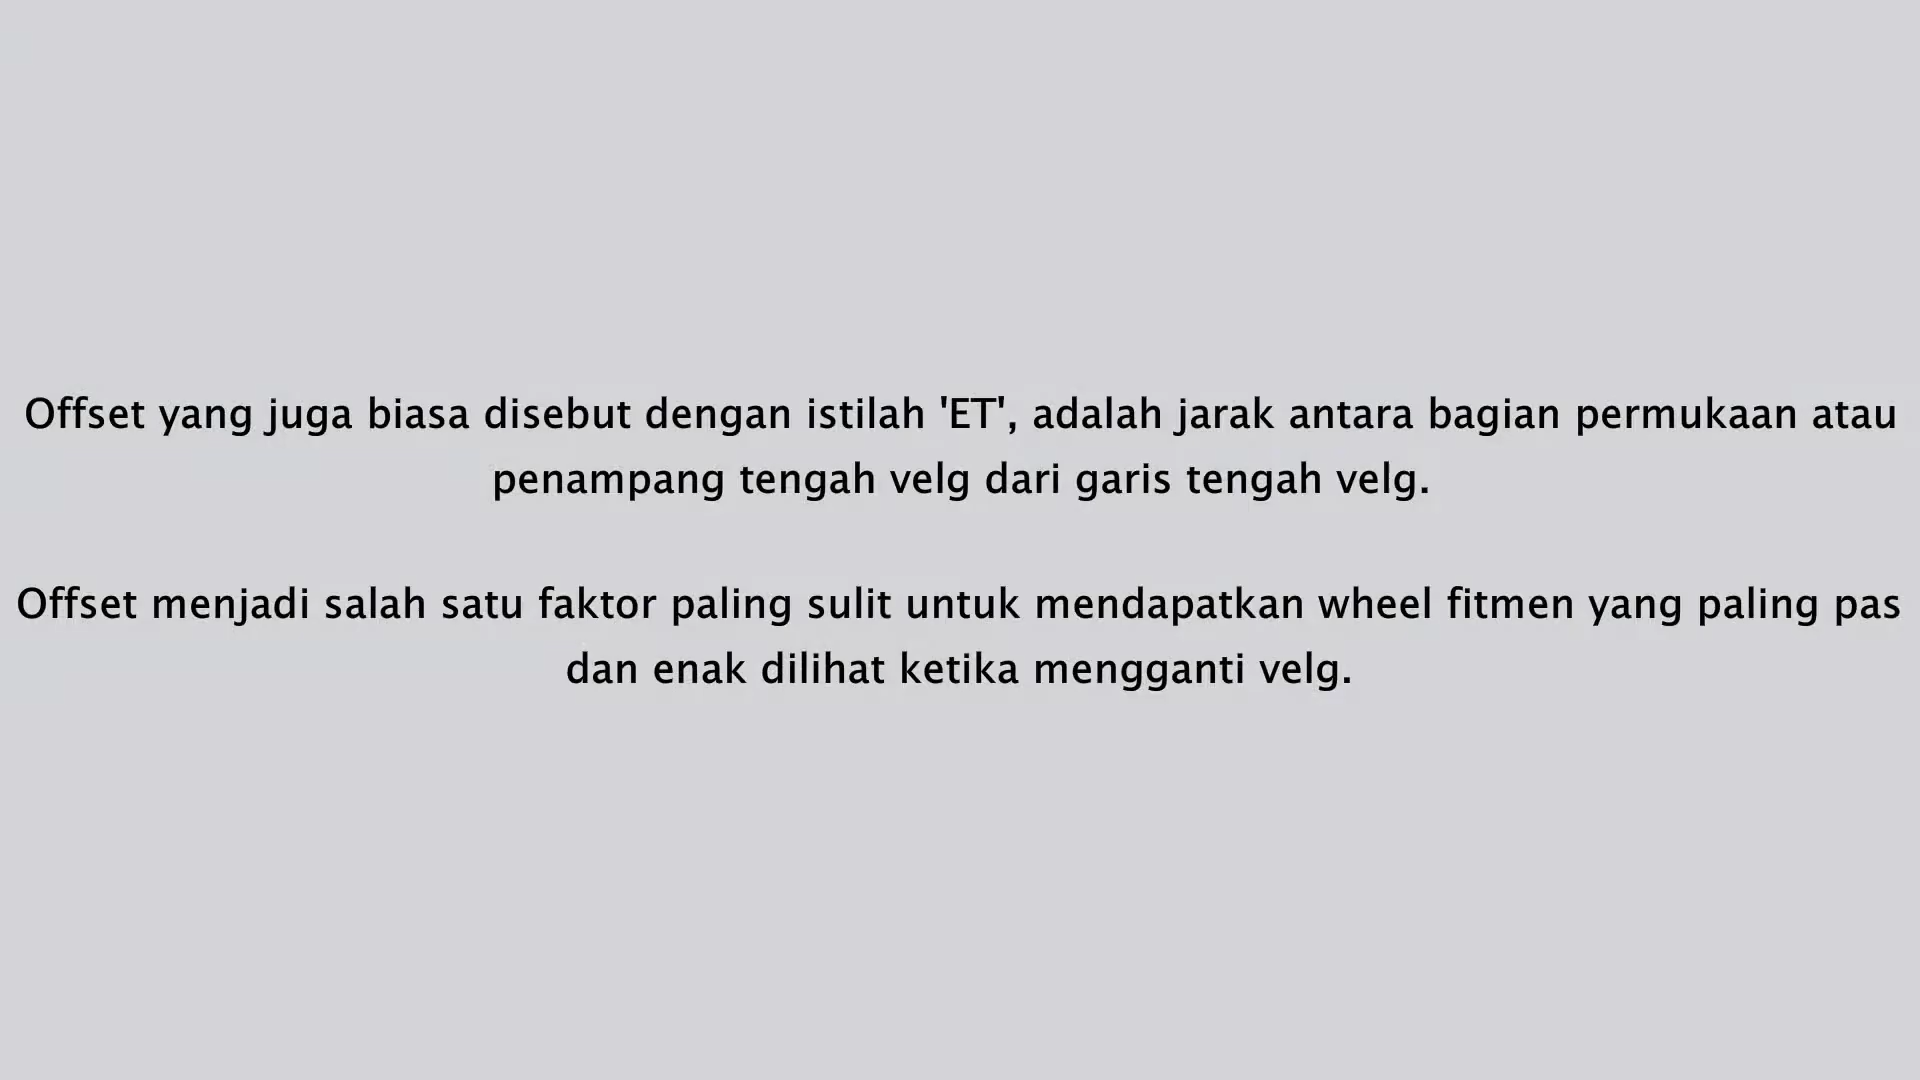 Offset yang juga biasa disebut dengan istilah 'ET', adalah jarak antara bagian permukaan atau
penampang tengah velg dari garis tengah velg.
Offset menjadi salah satu faktor paling sulit untuk mendapatkan wheel fitmen yang paling pas
dan enak dilihat ketika mengganti velg.